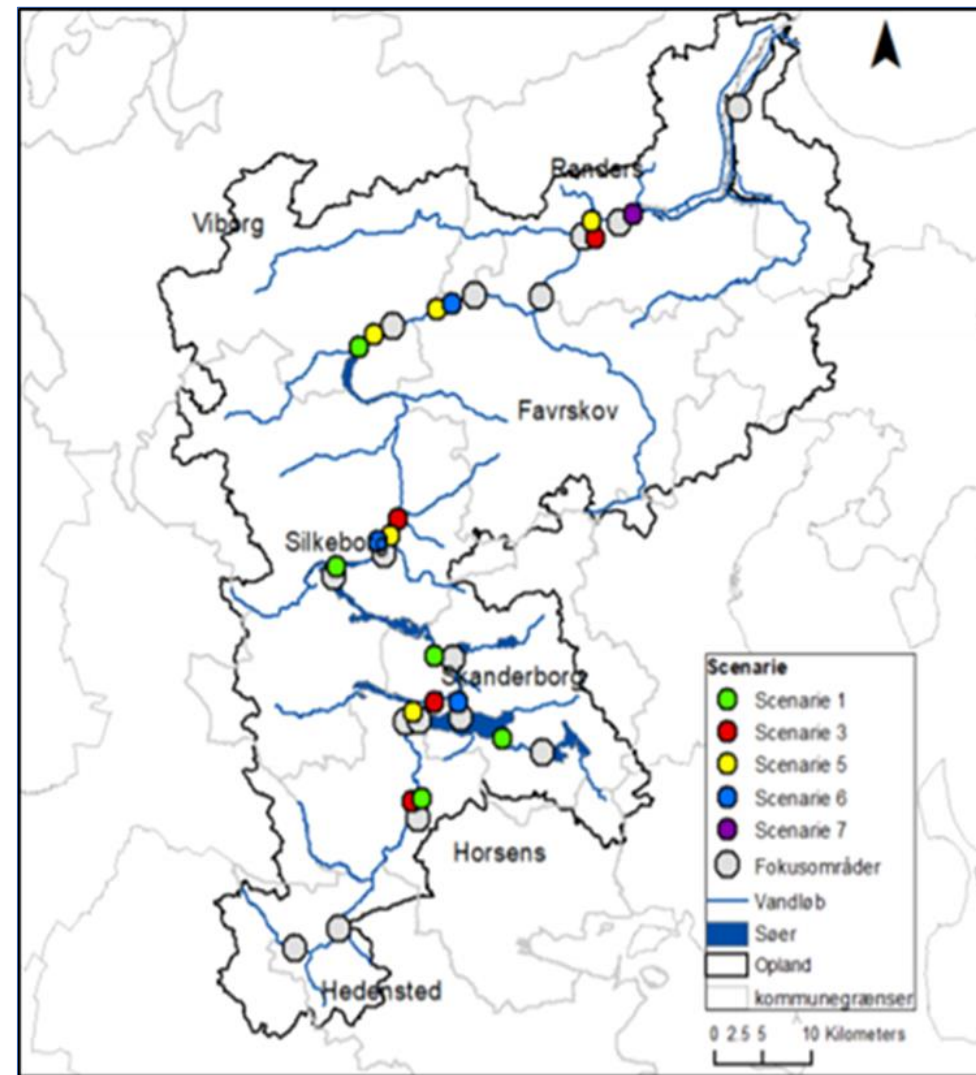 Randers
Viborg
Favrskov
Silkeborg
Skanderborg
Horsens
Hedensted
Scenarie
Scenarie 1
Scenarie 3
Scenarie 5
Scenarie 6
Scenarie 7
Fokusområder
Vandløb
Søer
Opland
kommunegrænser
0 2.5 5 10 Kilometers